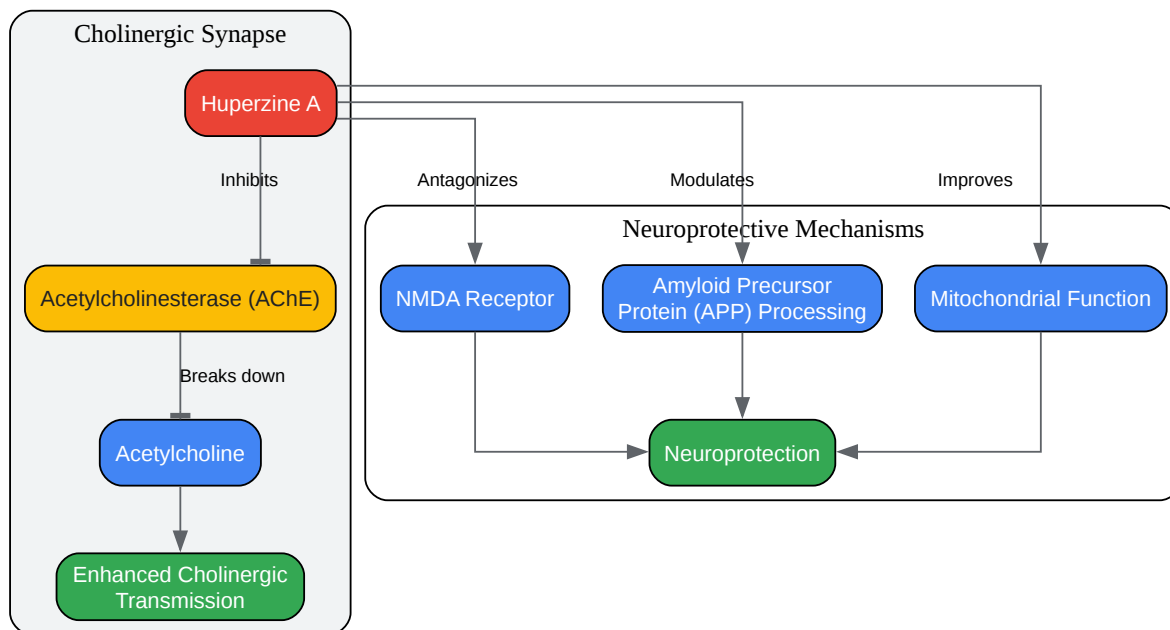 Cholinergic Synapse
Huperzine A
Inhibits
Antagonizes
Modulates
Improves
Neuroprotective Mechanisms
Acetylcholinesterase (AChE)
NMDA Receptor
Amyloid Precursor
Protein (APP) Processing
Mitochondrial Function
Breaks down
Acetylcholine
Neuroprotection
Enhanced Cholinergic
Transmission